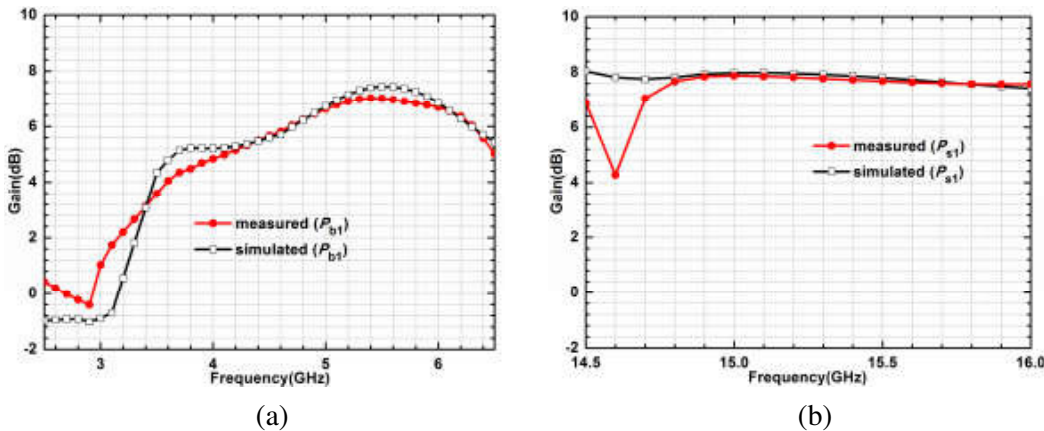 10
8
6
4
2
0
-2
Gain(dB)
measured (Pb1)
simulated (Pb1)
3
4
5
6
Frequency(GHz)
(a)
10
8
6
4
2
0
-2
Gain(dB)
measured (Ps1)
simulated (Ps1)
14.5
15.0
15.5
16.0
Frequency(GHz)
(b)